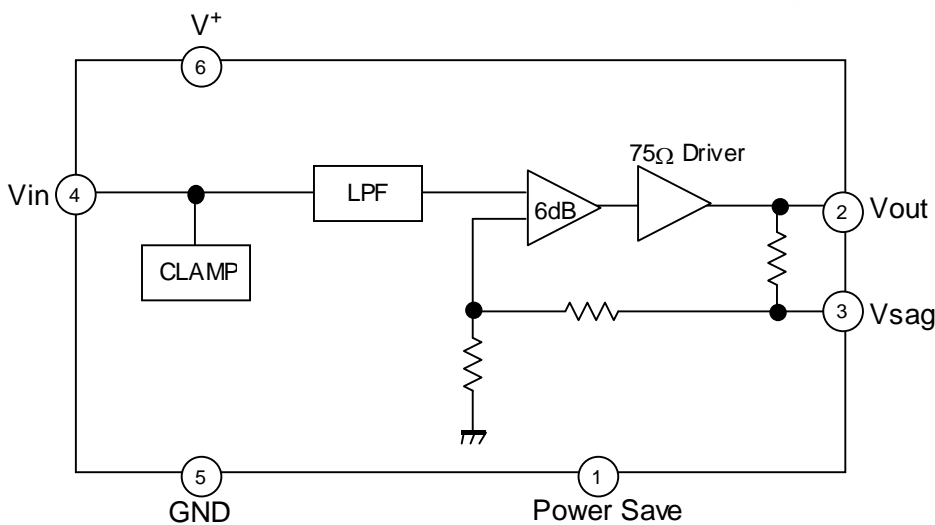 V+
6
75Ω Driver
Vin
4
LPF
6dB
2
Vout
CLAMP
3
Vsag
5
GND
1
Power Save